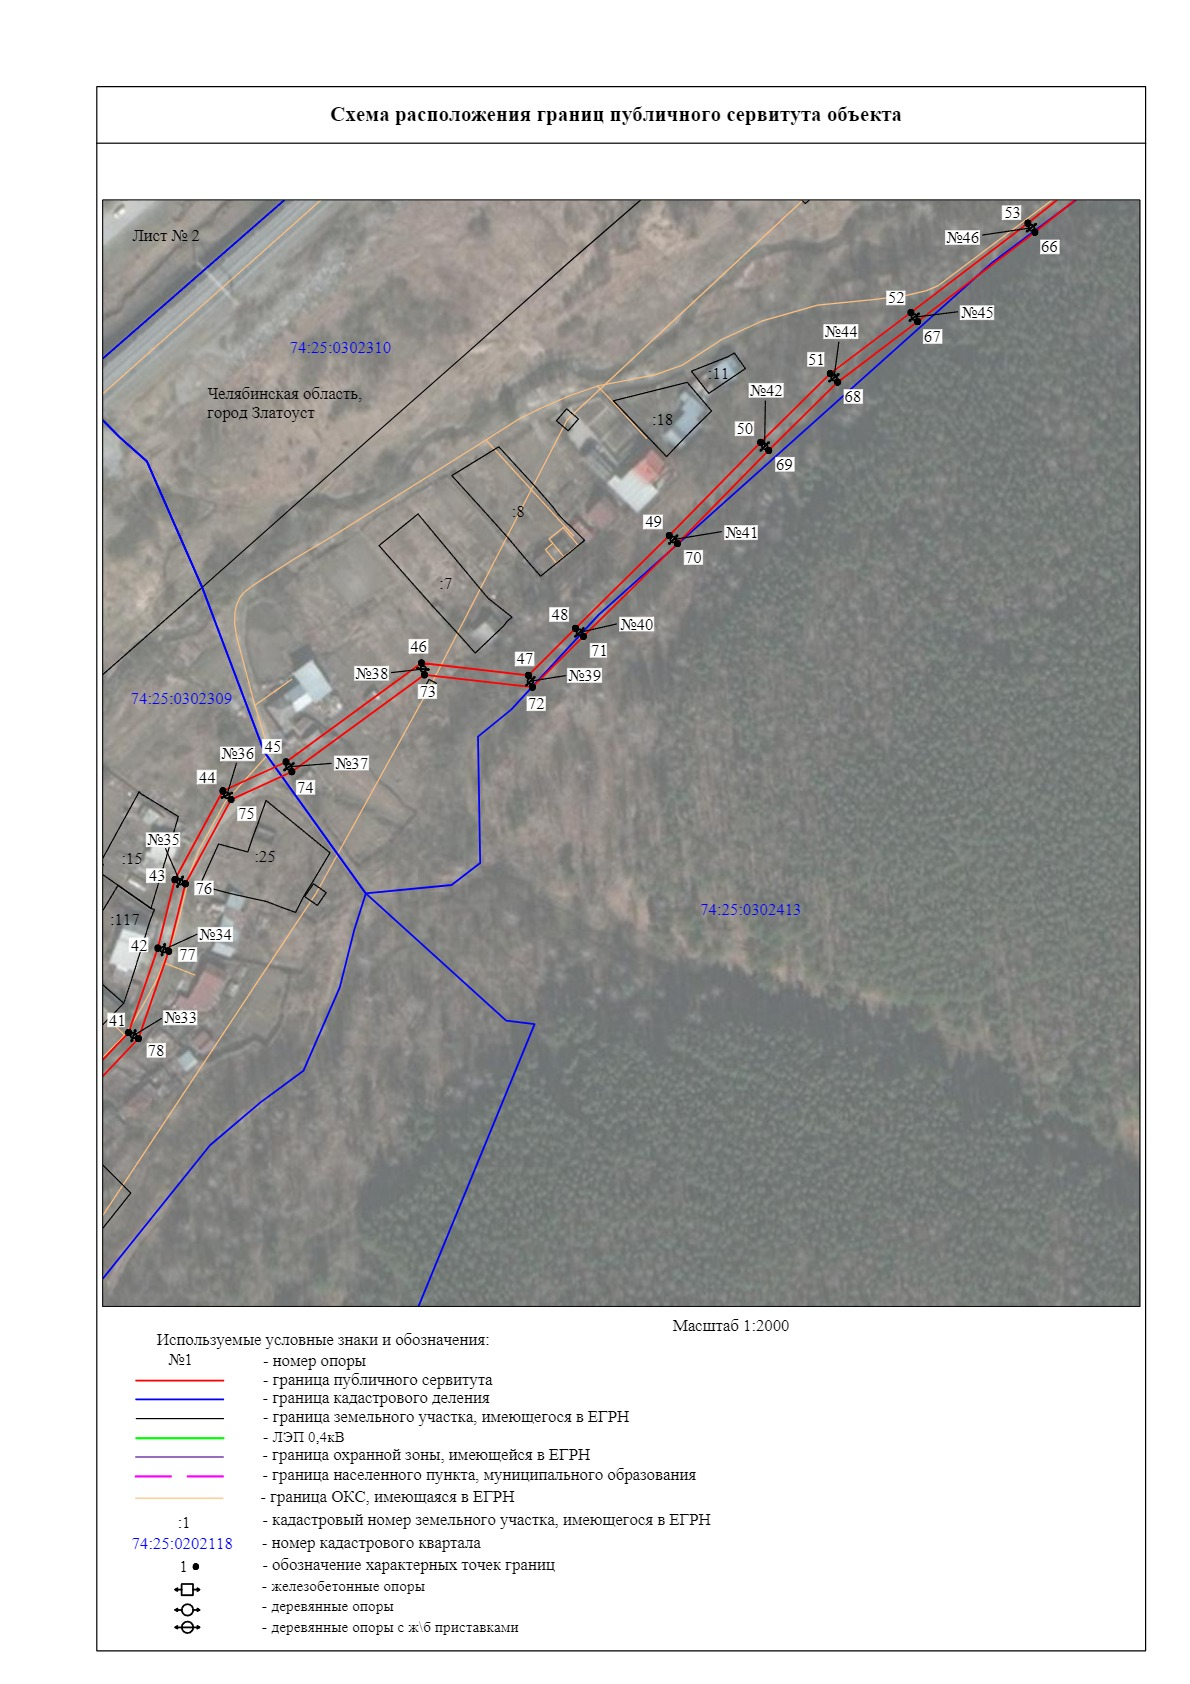 Схема расположения границ публичного сервитута объекта
Лист № 2
53
№46
66
52
№45
67
74:25:0302310
№44
51
:11
68
Челябинская область,
город Златоуст
№42
:18
50
69
:8
49
№41
70
:7
48
№40
71
46
47
№38
№39
73
72
74:25:0302309
45
№36
№37
44
74
75
№35
:15
:25
43
76
74:25:0302413
:117
№34
42
77
41
№33
78
Масштаб 1:2000
Используемые условные знаки и обозначения:
№1 - номер опоры
- граница публичного сервитута
- граница кадастрового деления
- граница земельного участка, имеющегося в ЕГРН
- ЛЭП 0,4кВ
- граница охранной зоны, имеющейся в ЕГРН
- граница населенного пункта, муниципального образования
- граница ОКС, имеющаяся в ЕГРН
:1 - кадастровый номер земельного участка, имеющегося в ЕГРН
74:25:0202118 - номер кадастрового квартала
1 - обозначение характерных точек границ
- железобетонные опоры
- деревянные опоры
- деревянные опоры с ж\б приставками